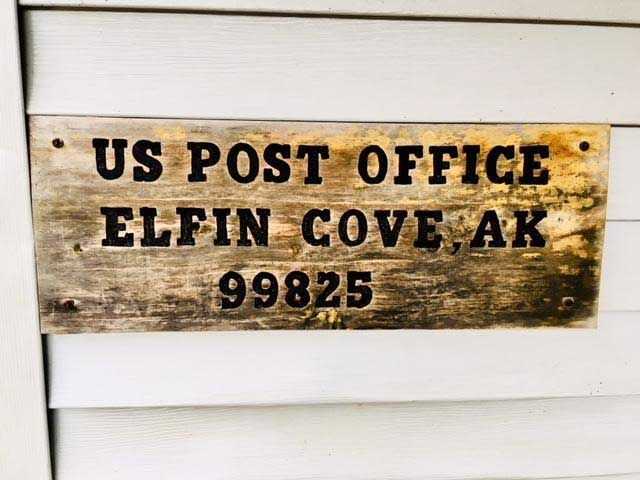 US POST OFFICE
ELFIN COVE, AK
99825